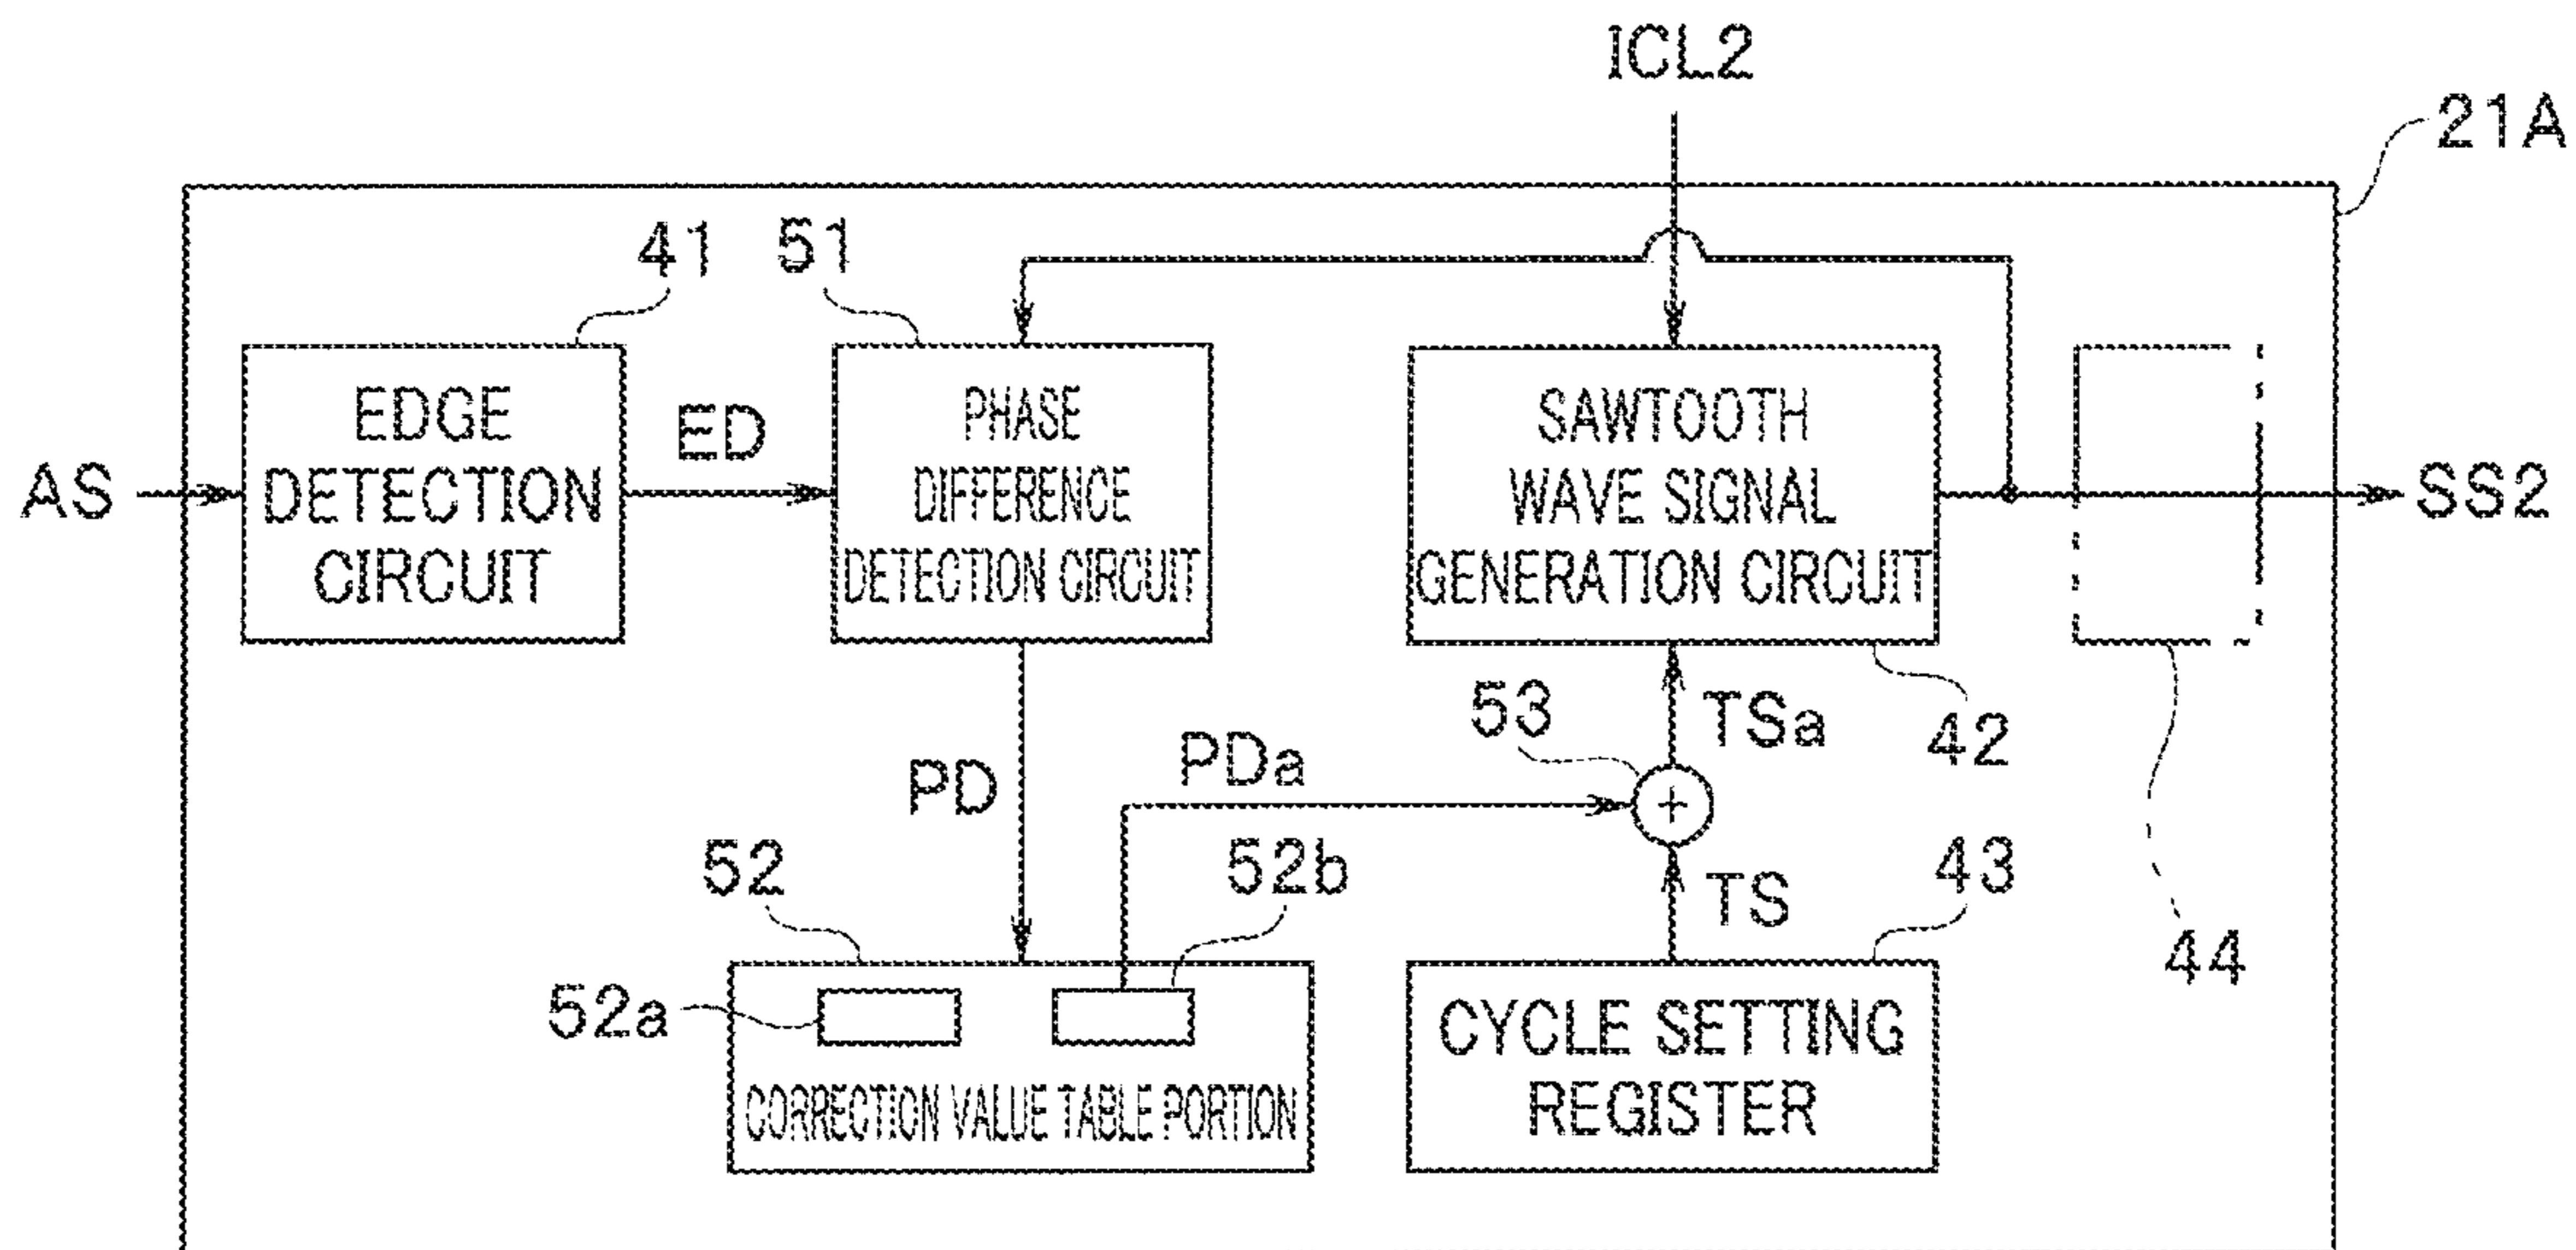 ICL2
21A
41
51
EDGE
DETECTION
CIRCUIT
PHASE
DIFFERENCE
DETECTION CIRCUIT
SAWTOOTH
WAVE SIGNAL
GENERATION CIRCUIT
AS
ED
SS2
53
TSa
42
PD
PDa
52
52b
TS
43
44
52a
CORRECTION VALUE TABLE PORTION
CYCLE SETTING
REGISTER
+